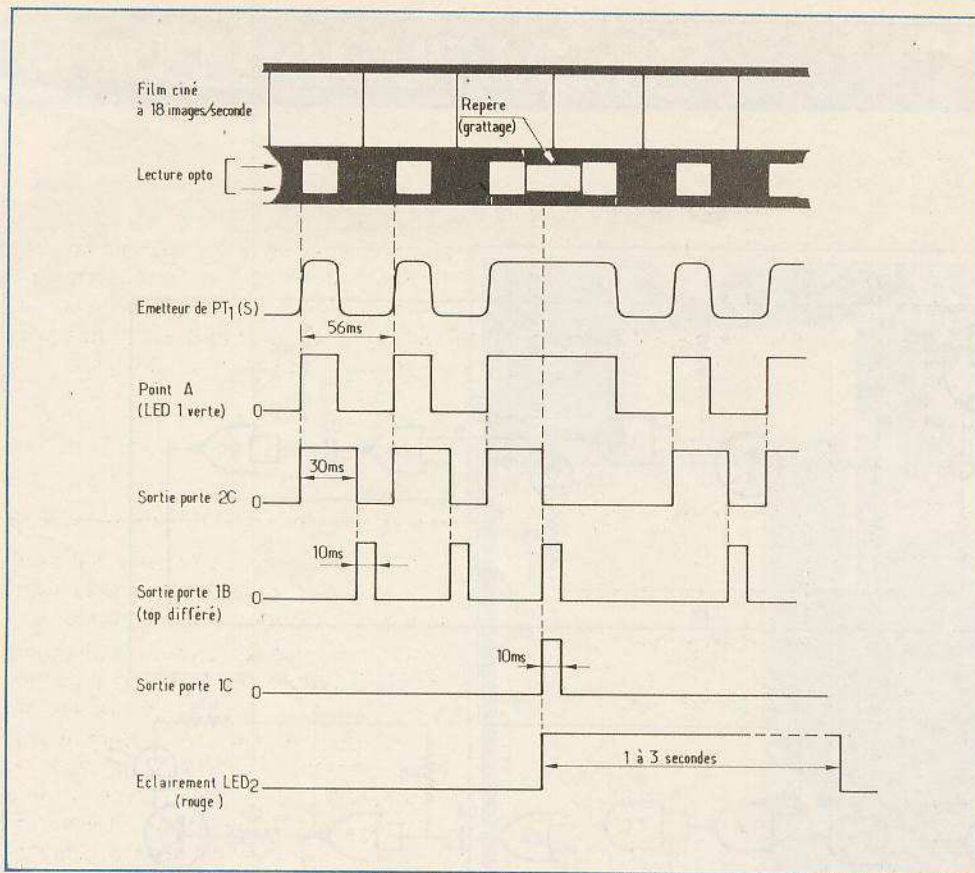 Film ciné
à 18 images/seconde
Repère
(grattage)
Lecture opto
Emetteur de PT1 (S)
56ms
Point A
(LED 1 verte)
0
30ms
Sortie porte 2C
0
10ms
Sortie porte 1B
0
(top différé)
10ms
Sortie porte 1C
0
1 à 3 secondes
Eclairement LED2
(rouge)